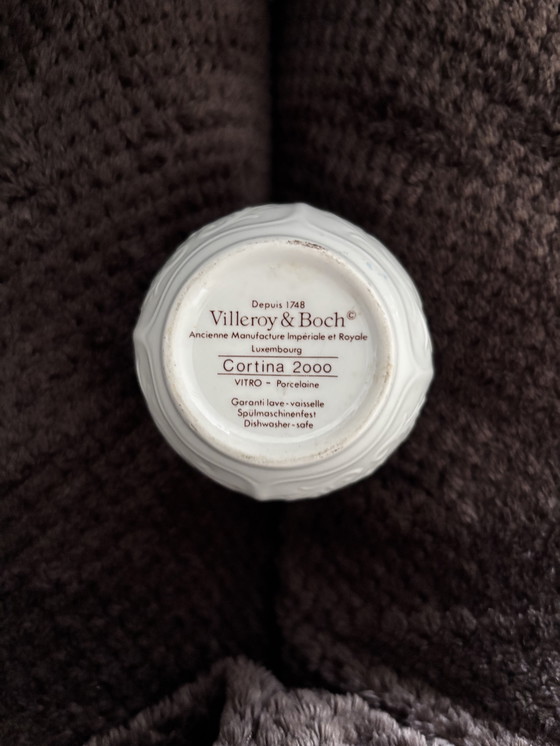 Depuis 1748
Villeroy & Boch©
Ancienne Manufacture Impériale et Royale
Luxembourg
Cortina 2000
VITRO - Porcelaine
Garanti lave-vaisselle
Spülmaschinenfest
Dishwasher-safe